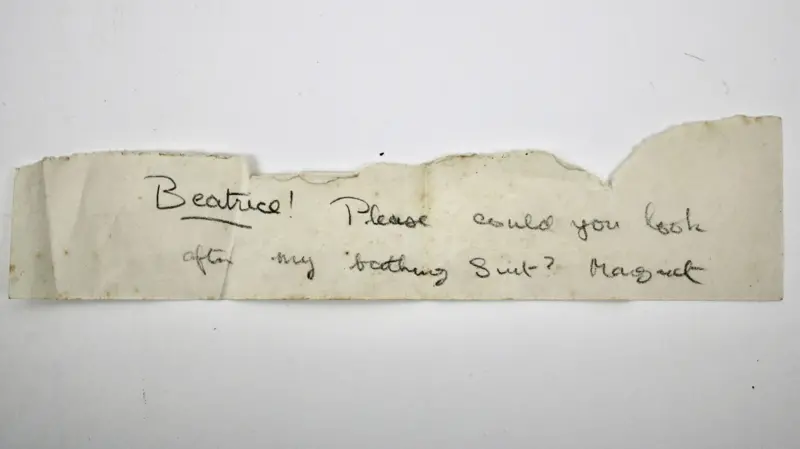 Beatrice! Please could you look
after my bathing Suit? Margaret